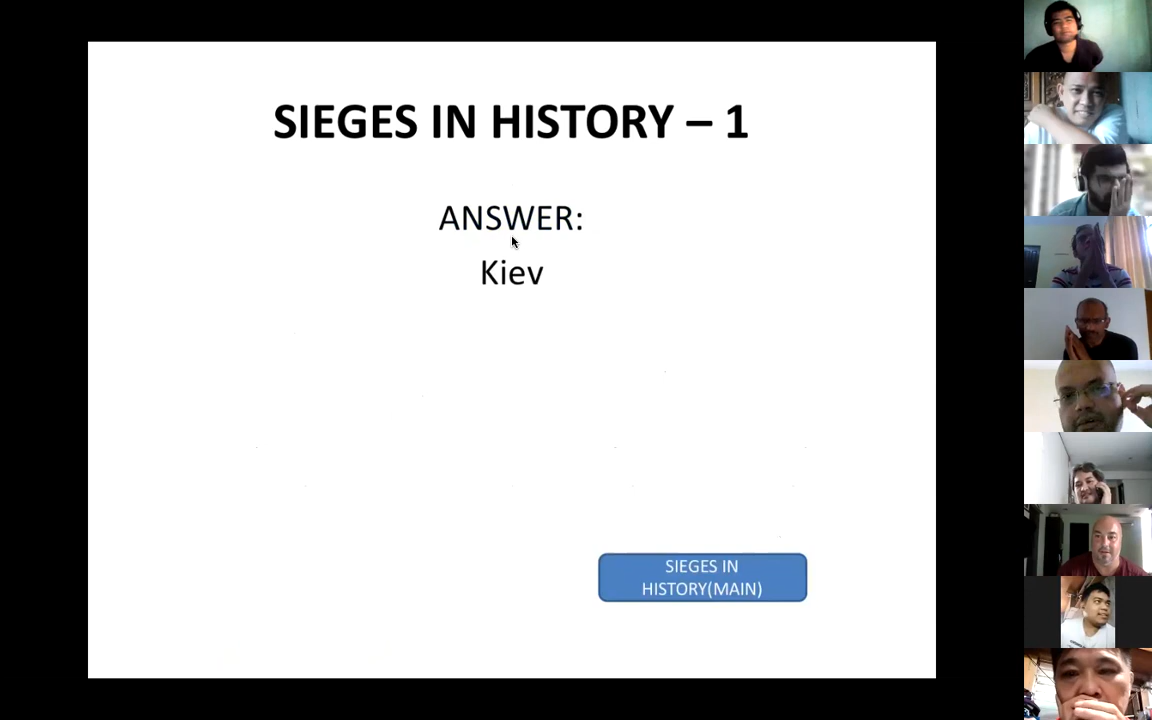 SIEGES IN HISTORY – 1
ANSWER:
Kiev
SIEGES IN
HISTORY(MAIN)